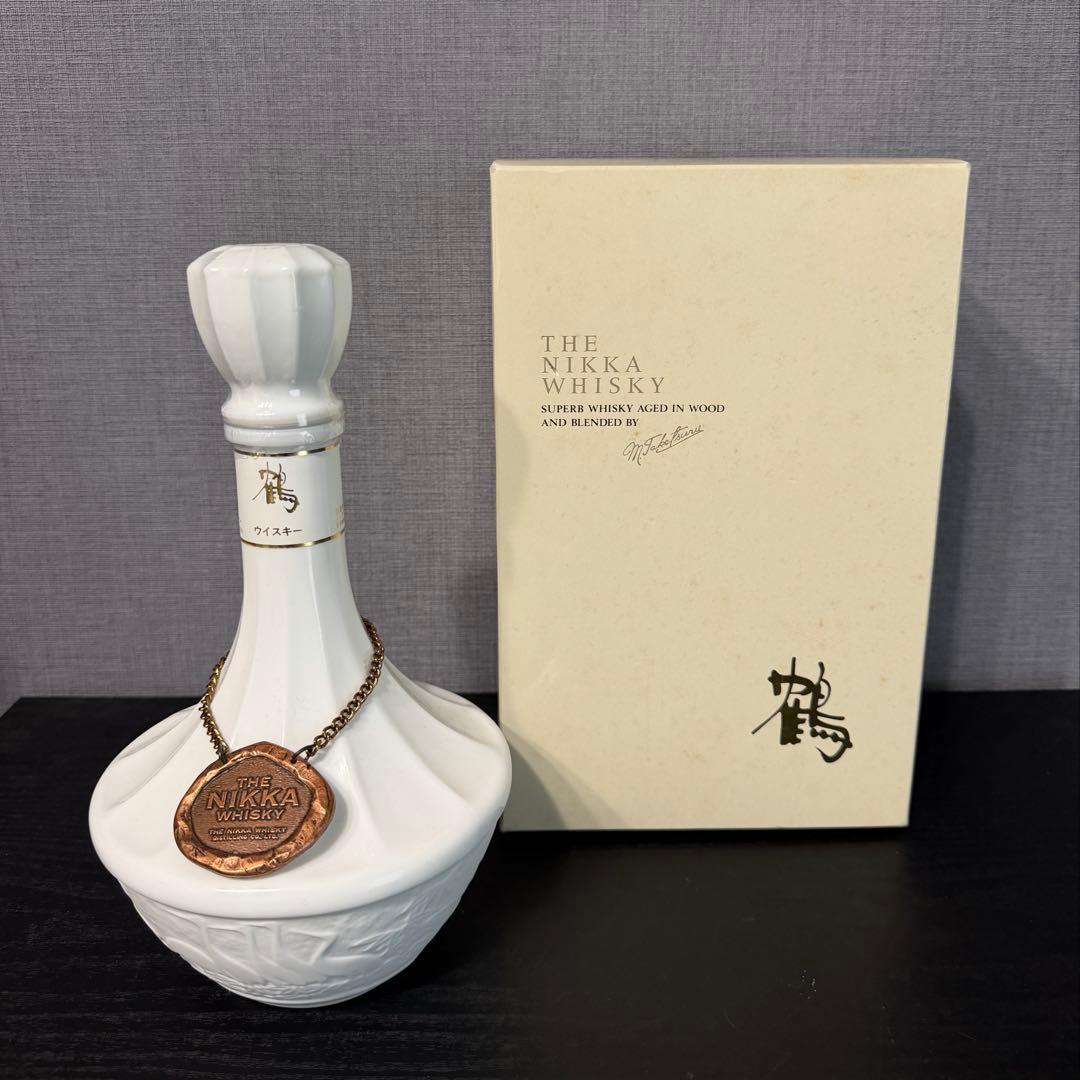 鶴
ウイスキー
THE
NIKKA
WHISKY
THE NIKKA WHISKY
DISTILLING CO., LTD.
THE
NIKKA
WHISKY
SUPERB WHISKY AGED IN WOOD
AND BLENDED BY
M. Taketsuru
鶴